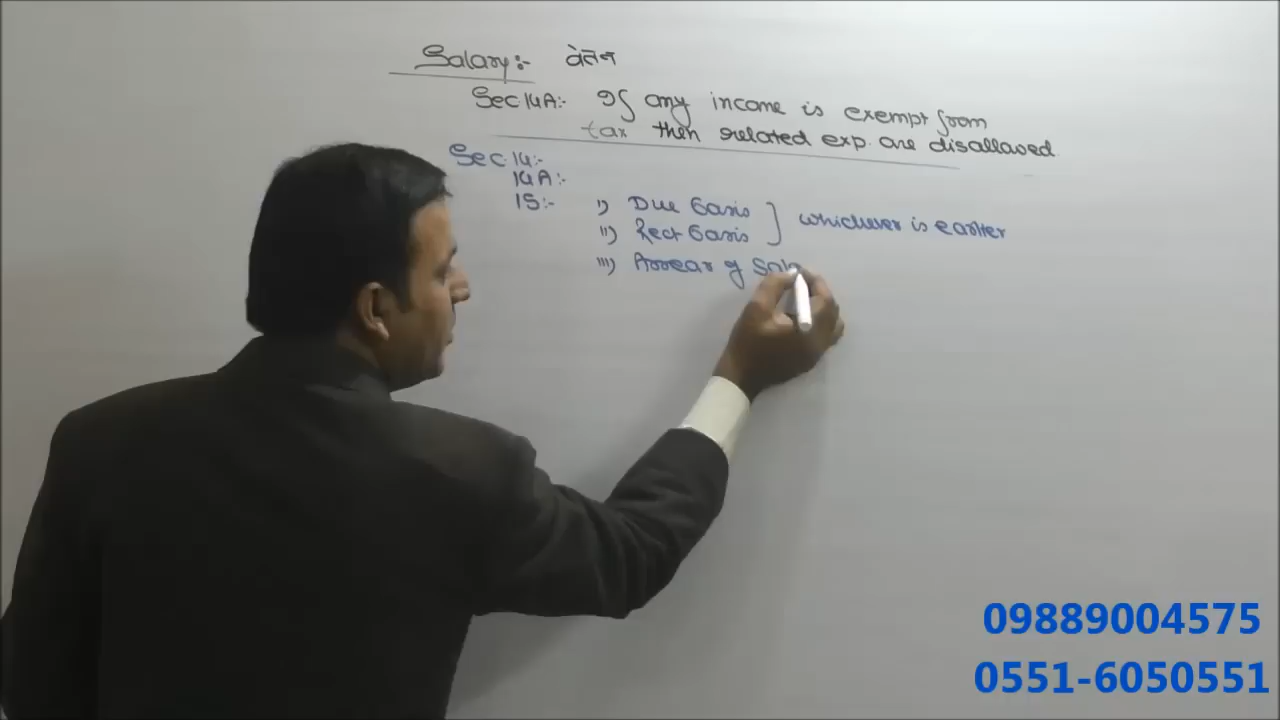 Salary:- वेतन
Sec 14A:- If any income is exempt from
tax then related exp. are disallowed
Sec 14:-
14A:-
15:- i) Due Basis
ii) Rect Basis
whichever is earlier
iii) Arrear of Sala
09889004575
0551-6050551